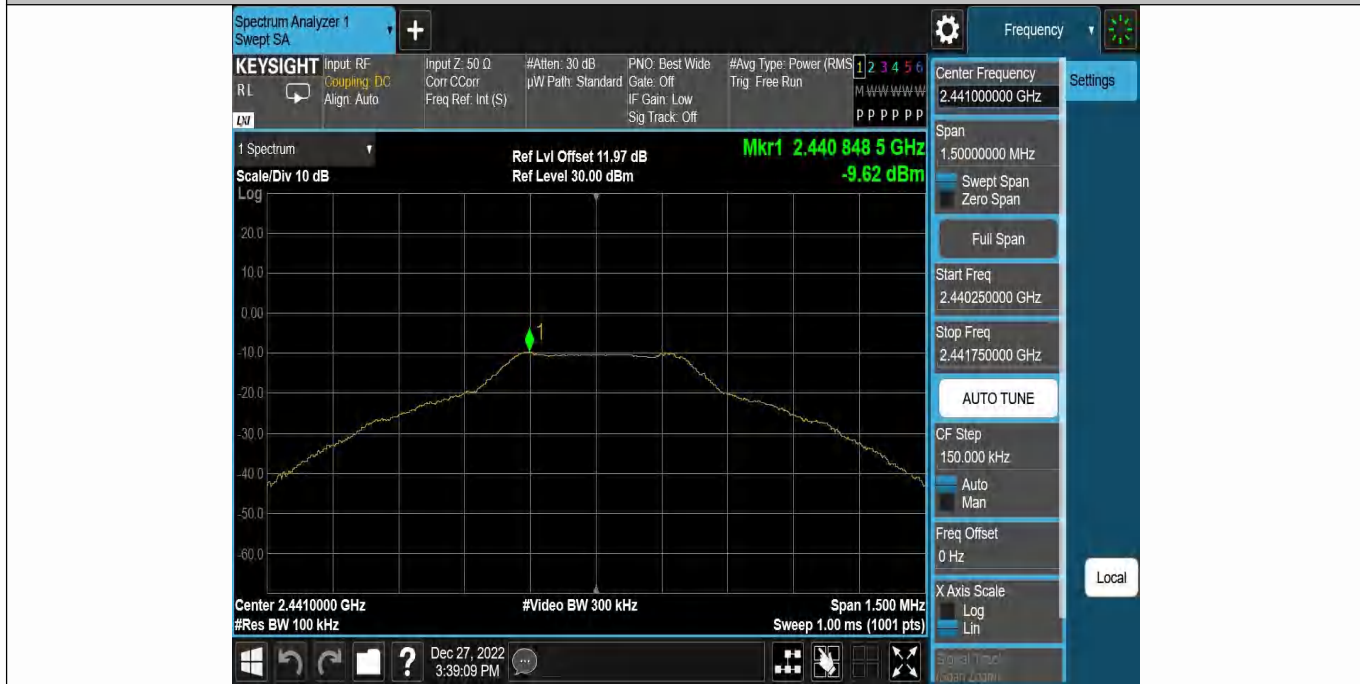 Spectrum Analyzer 1
Swept SA
+
Frequency
KEYSIGHT
RL
LXI
Input: RF
Coupling: DC
Align: Auto
Input Z: 50 Ω
Corr CCorr
Freq Ref: Int (S)
#Atten: 30 dB
µW Path: Standard
PNO: Best Wide
Gate: Off
IF Gain: Low
Sig Track: Off
#Avg Type: Power (RMS
Trig: Free Run
1 2 3 4 5 6
M W W W W W
P P P P P P
1 Spectrum
Scale/Div 10 dB
Log
Ref Lvl Offset 11.97 dB
Ref Level 30.00 dBm
Mkr1 2.440 848 5 GHz
-9.62 dBm
20.0
10.0
0.00
-10.0
-20.0
-30.0
-40.0
-50.0
-60.0
1
Center 2.4410000 GHz
#Res BW 100 kHz
#Video BW 300 kHz
Span 1.500 MHz
Sweep 1.00 ms (1001 pts)
Dec 27, 2022
3:39:09 PM
?
Center Frequency
2.441000000 GHz
Settings
Span
1.50000000 MHz
Swept Span
Zero Span
Full Span
Start Freq
2.440250000 GHz
Stop Freq
2.441750000 GHz
AUTO TUNE
CF Step
150.000 kHz
Auto
Man
Freq Offset
0 Hz
X Axis Scale
Log
Lin
Local
Signal Track
(Span Zoom)